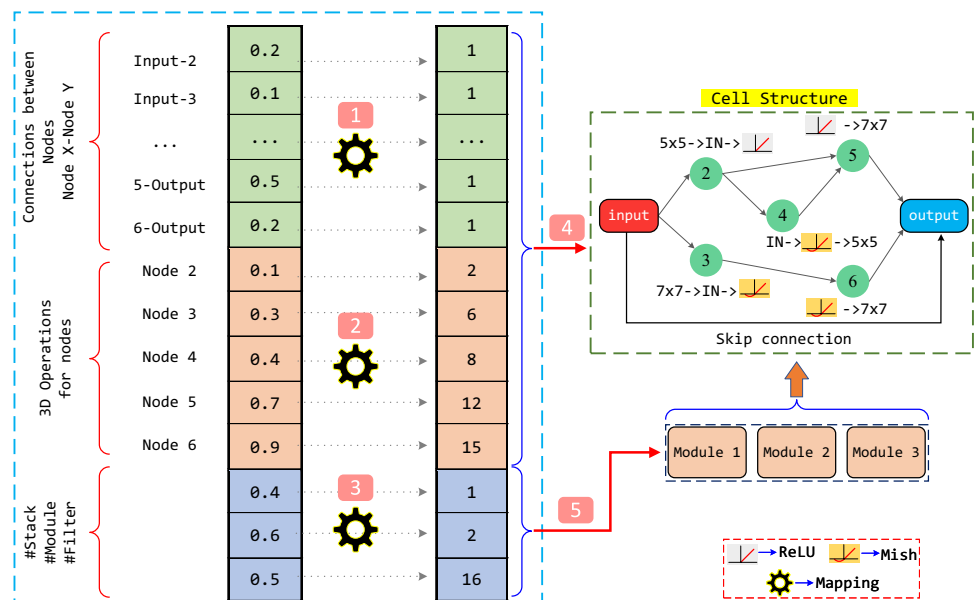 Connections between
Nodes
Node X-Node Y
Input-2 0.2 1
Input-3 0.1 1
... ... ...
5-Output 0.5 1
6-Output 0.2 1
1
3D Operations
for nodes
Node 2 0.1 2
Node 3 0.3 6
Node 4 0.4 8
Node 5 0.7 12
Node 6 0.9 15
2
#Stack
#Module
#Filter
0.4 1
0.6 2
0.5 16
3
4
5
Cell Structure
->7x7
5x5->IN->
2
5
input
4
output
IN-> ->5x5
3
6
7x7->IN->
->7x7
Skip connection
Module 1 Module 2 Module 3
ReLU Mish
Mapping